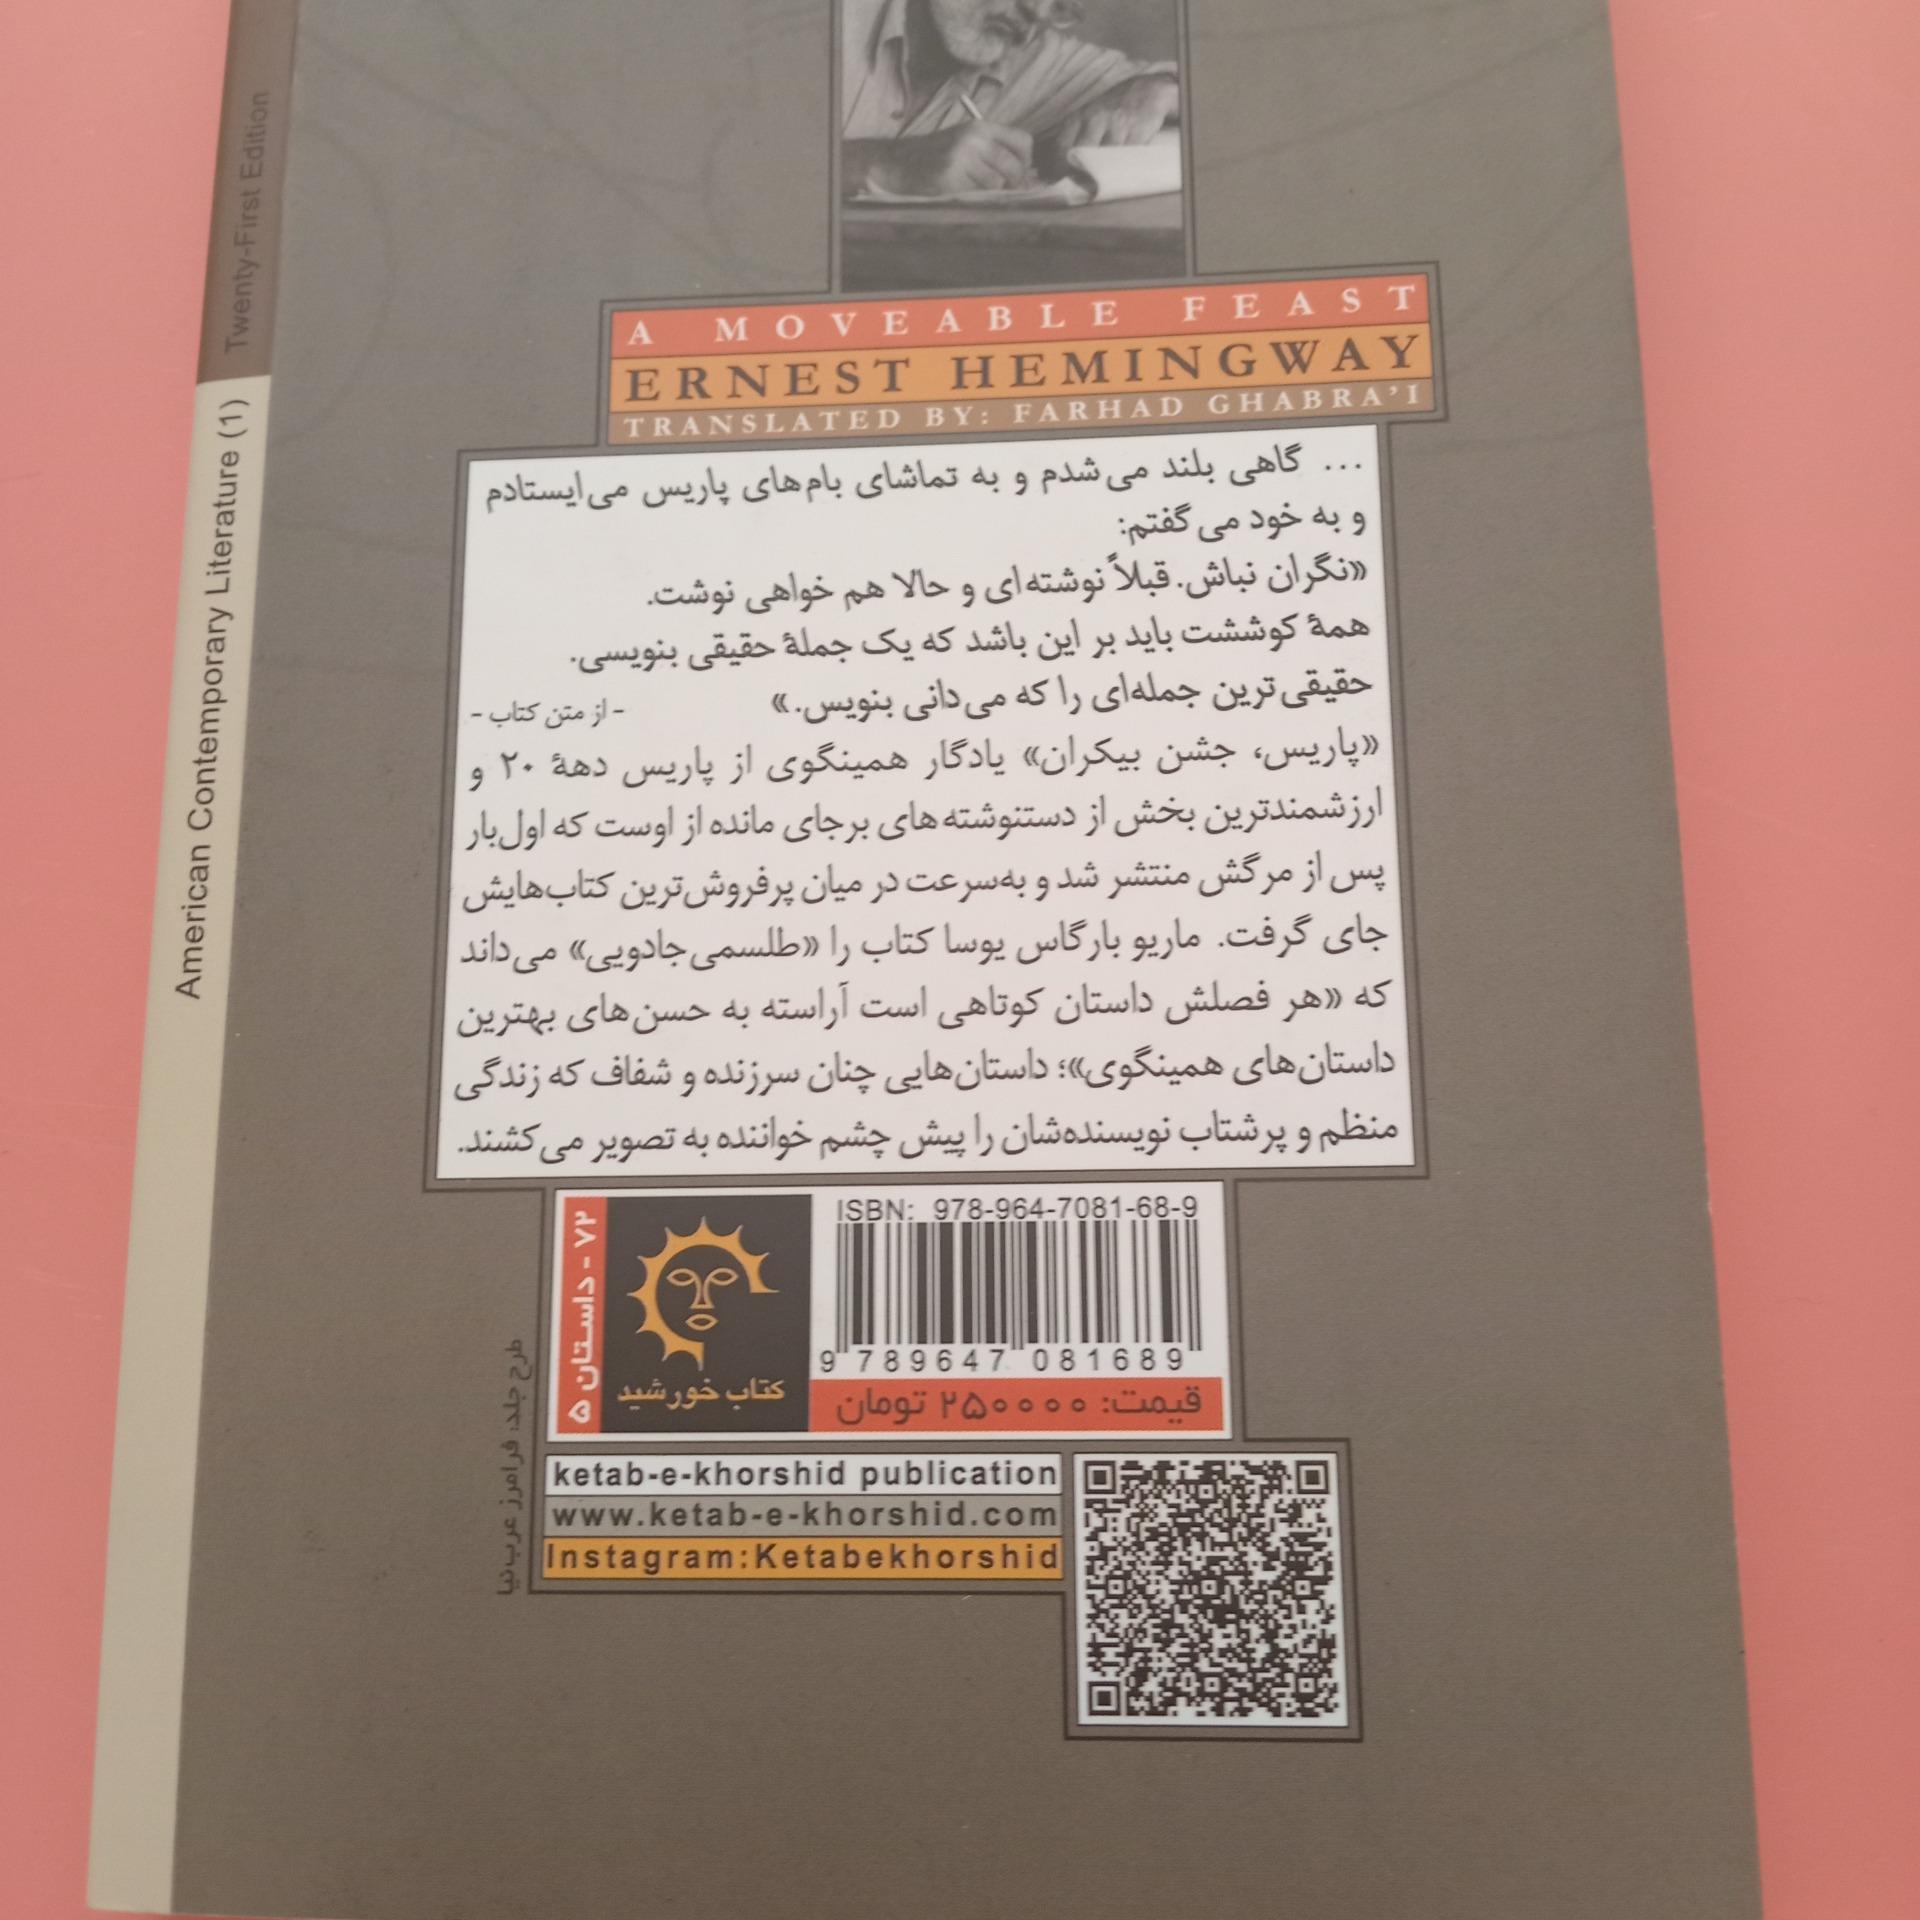 Twenty-First Edition
American Contemporary Literature (1)
A MOVEABLE FEAST
ERNEST HEMINGWAY
TRANSLATED BY: FARHAD GHABRA'I
... گاهی بلند می‌شدم و به تماشای بام‌های پاریس می‌ایستادم
و به خود می‌گفتم:
«نگران نباش. قبلاً نوشته‌ای و حالا هم خواهی نوشت.
همهٔ کوششت باید بر این باشد که یک جملهٔ حقیقی بنویسی.
حقیقی‌ترین جمله‌ای را که می‌دانی بنویس.» - از متن کتاب -
«پاریس، جشن بیکران» یادگار همینگوی از پاریس دههٔ ۲۰ و
ارزشمندترین بخش از دستنوشته‌های برجای مانده از اوست که اول‌بار
پس از مرگش منتشر شد و به‌سرعت در میان پرفروش‌ترین کتاب‌هایش
جای گرفت. ماریو بارگاس یوسا کتاب را «طلسمی جادویی» می‌داند
که «هر فصلش داستان کوتاهی است آراسته به حسن‌های بهترین
داستان‌های همینگوی»؛ داستان‌هایی چنان سرزنده و شفاف که زندگی
منظم و پرشتاب نویسنده‌شان را پیش چشم خواننده به تصویر می‌کشند.
۷۲ - داستان ۵
کتاب خورشید
ISBN: 978-964-7081-68-9
9 789647 081689
قیمت: ۲۵۰۰۰۰ تومان
طرح جلد: فرامرز عرب‌نیا
ketab-e-khorshid publication
www.ketab-e-khorshid.com
Instagram:Ketabekhorshid